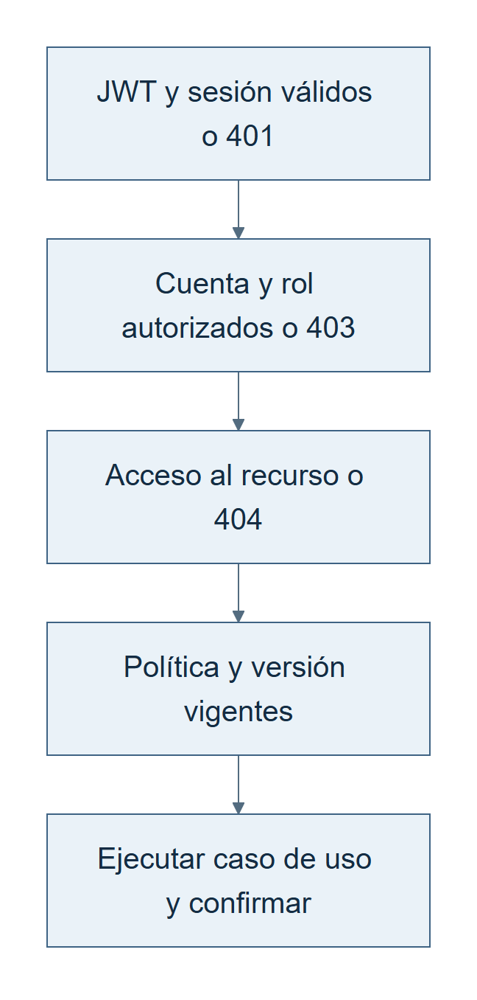 JWT y sesión válidos
o 401
Cuenta y rol
autorizados o 403
Acceso al recurso o
404
Política y versión
vigentes
Ejecutar caso de uso
y confirmar